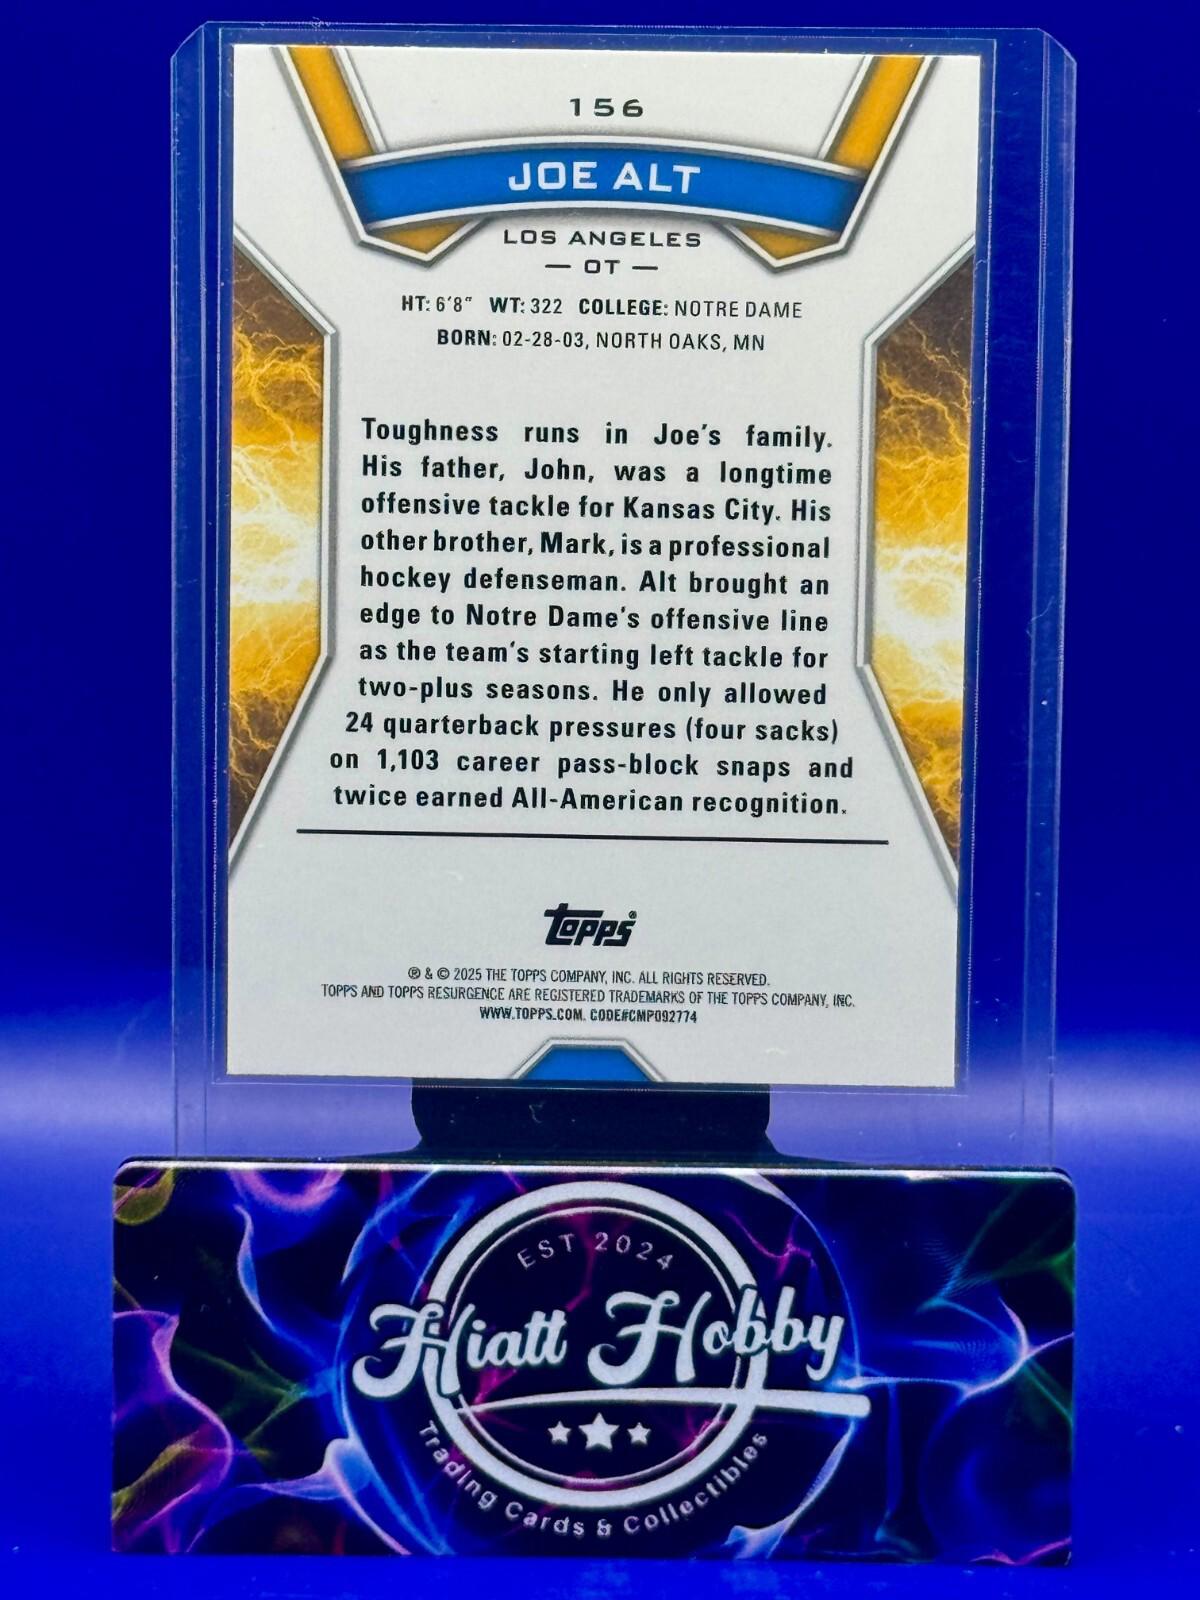 156
JOE ALT
LOS ANGELES
— OT —
HT: 6'8" WT: 322 COLLEGE: NOTRE DAME
BORN: 02-28-03, NORTH OAKS, MN
Toughness runs in Joe's family.
His father, John, was a longtime
offensive tackle for Kansas City. His
other brother, Mark, is a professional
hockey defenseman. Alt brought an
edge to Notre Dame's offensive line
as the team's starting left tackle for
two-plus seasons. He only allowed
24 quarterback pressures (four sacks)
on 1,103 career pass-block snaps and
twice earned All-American recognition.
topps®
® & © 2025 THE TOPPS COMPANY, INC. ALL RIGHTS RESERVED.
TOPPS AND TOPPS RESURGENCE ARE REGISTERED TRADEMARKS OF THE TOPPS COMPANY, INC.
WWW.TOPPS.COM. CODE#CMP092774
EST 2024
Hiatt Hobby
Trading Cards & Collectibles